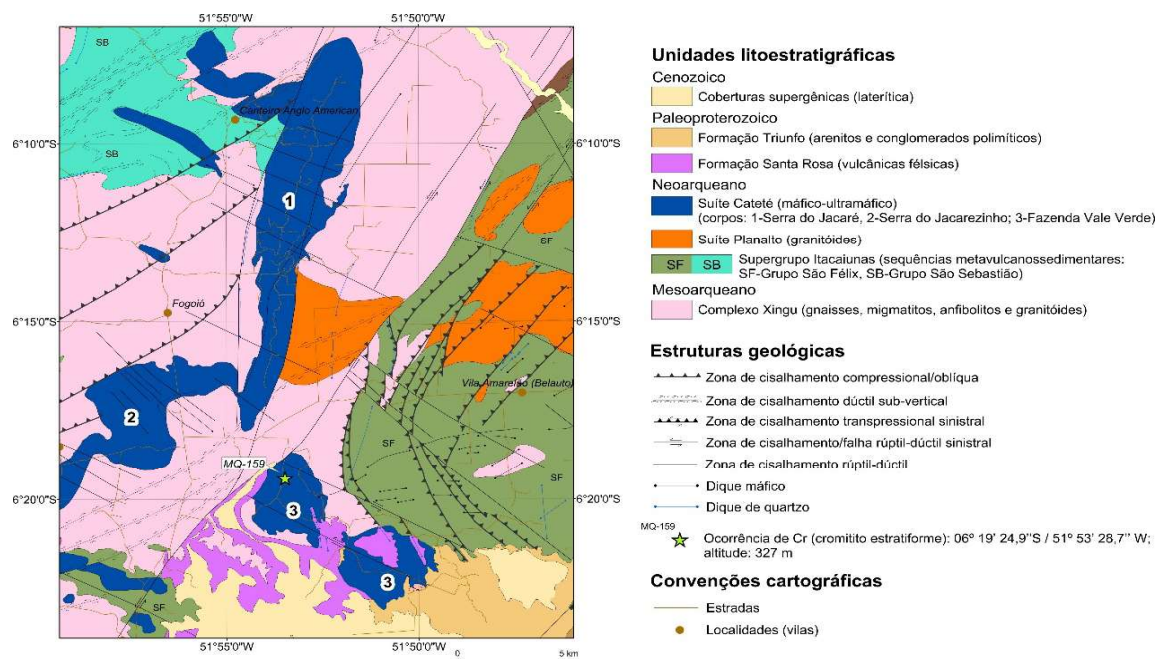 51°55'0"W
51°50'0"W
SB
Canteiro Anglo American
6°10'0"S
6°10'0"S
SB
1
SF
Fogoió
6°15'0"S
6°15'0"S
Vila Amarelão (Belauto)
2
SF
MQ-159
6°20'0"S
6°20'0"S
SF
3
3
SF
51°55'0"W
51°50'0"W
0
5 km
Unidades litoestratigráficas
Cenozoico
Coberturas supergênicas (laterítica)
Paleoproterozoico
Formação Triunfo (arenitos e conglomerados polimíticos)
Formação Santa Rosa (vulcânicas félsicas)
Neoarqueano
Suíte Cateté (máfico-ultramáfico)
(corpos: 1-Serra do Jacaré, 2-Serra do Jacarezinho; 3-Fazenda Vale Verde)
Suíte Planalto (granitóides)
SF SB Supergrupo Itacaiunas (sequências metavulcanossedimentares:
SF-Grupo São Félix, SB-Grupo São Sebastião)
Mesoarqueano
Complexo Xingu (gnaisses, migmatitos, anfibolitos e granitóides)
Estruturas geológicas
Zona de cisalhamento compressional/oblíqua
Zona de cisalhamento dúctil sub-vertical
Zona de cisalhamento transpressional sinistral
Zona de cisalhamento/falha rúptil-dúctil sinistral
Zona de cisalhamento rúptil-dúctil
Dique máfico
Dique de quartzo
MQ-159
Ocorrência de Cr (cromitito estratiforme): 06º 19' 24,9''S / 51º 53' 28,7'' W;
altitude: 327 m
Convenções cartográficas
Estradas
Localidades (vilas)